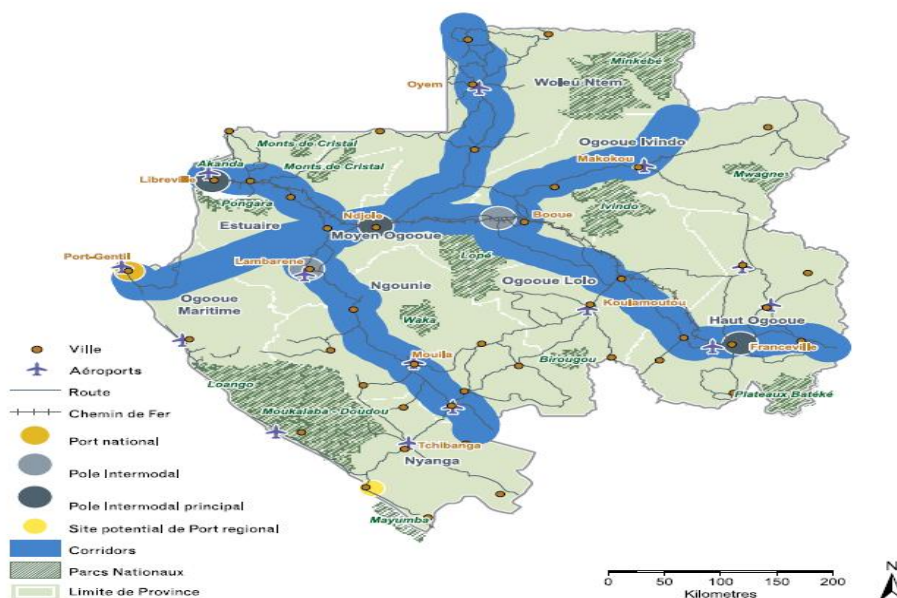 Minkébé
Oyem
Woleu Ntem
Ogooue Ivindo
Monts de Cristal
Akanda
Monts de Cristal
Makokou
Mwagne
Libreville
Pongara
Ivindo
Ndjole
Booue
Estuaire
Moyen Ogooue
Port-Gentil
Lambarene
Lopé
Ngounie
Ogooue Lolo
Ogooue
Maritime
Koulamoutou
Waka
Haut Ogooue
Franceville
Mouila
Birougou
Loango
Plateaux Batéké
Moukalaba - Doudou
Tchibanga
Nyanga
Mayumba
Ville
Aéroports
Route
Chemin de Fer
Port national
Pole Intermodal
Pole Intermodal principal
Site potential de Port regional
Corridors
Parcs Nationaux
Limite de Province
0 50 100 150 200
Kilometres
N